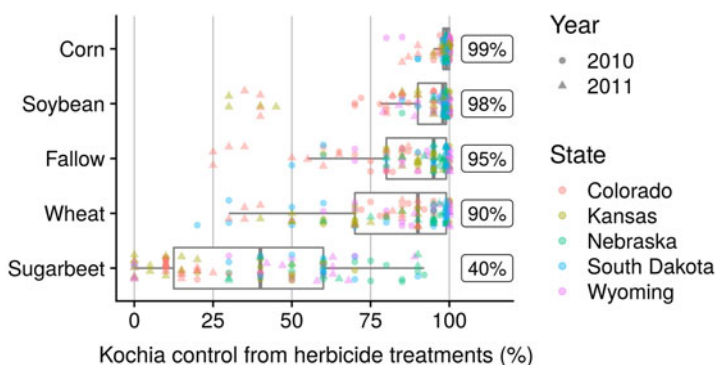 Corn
99%
Soybean
98%
Fallow
95%
Wheat
90%
Sugarbeet
40%
0
25
50
75
100
Kochia control from herbicide treatments (%)
Year
2010
2011
State
Colorado
Kansas
Nebraska
South Dakota
Wyoming